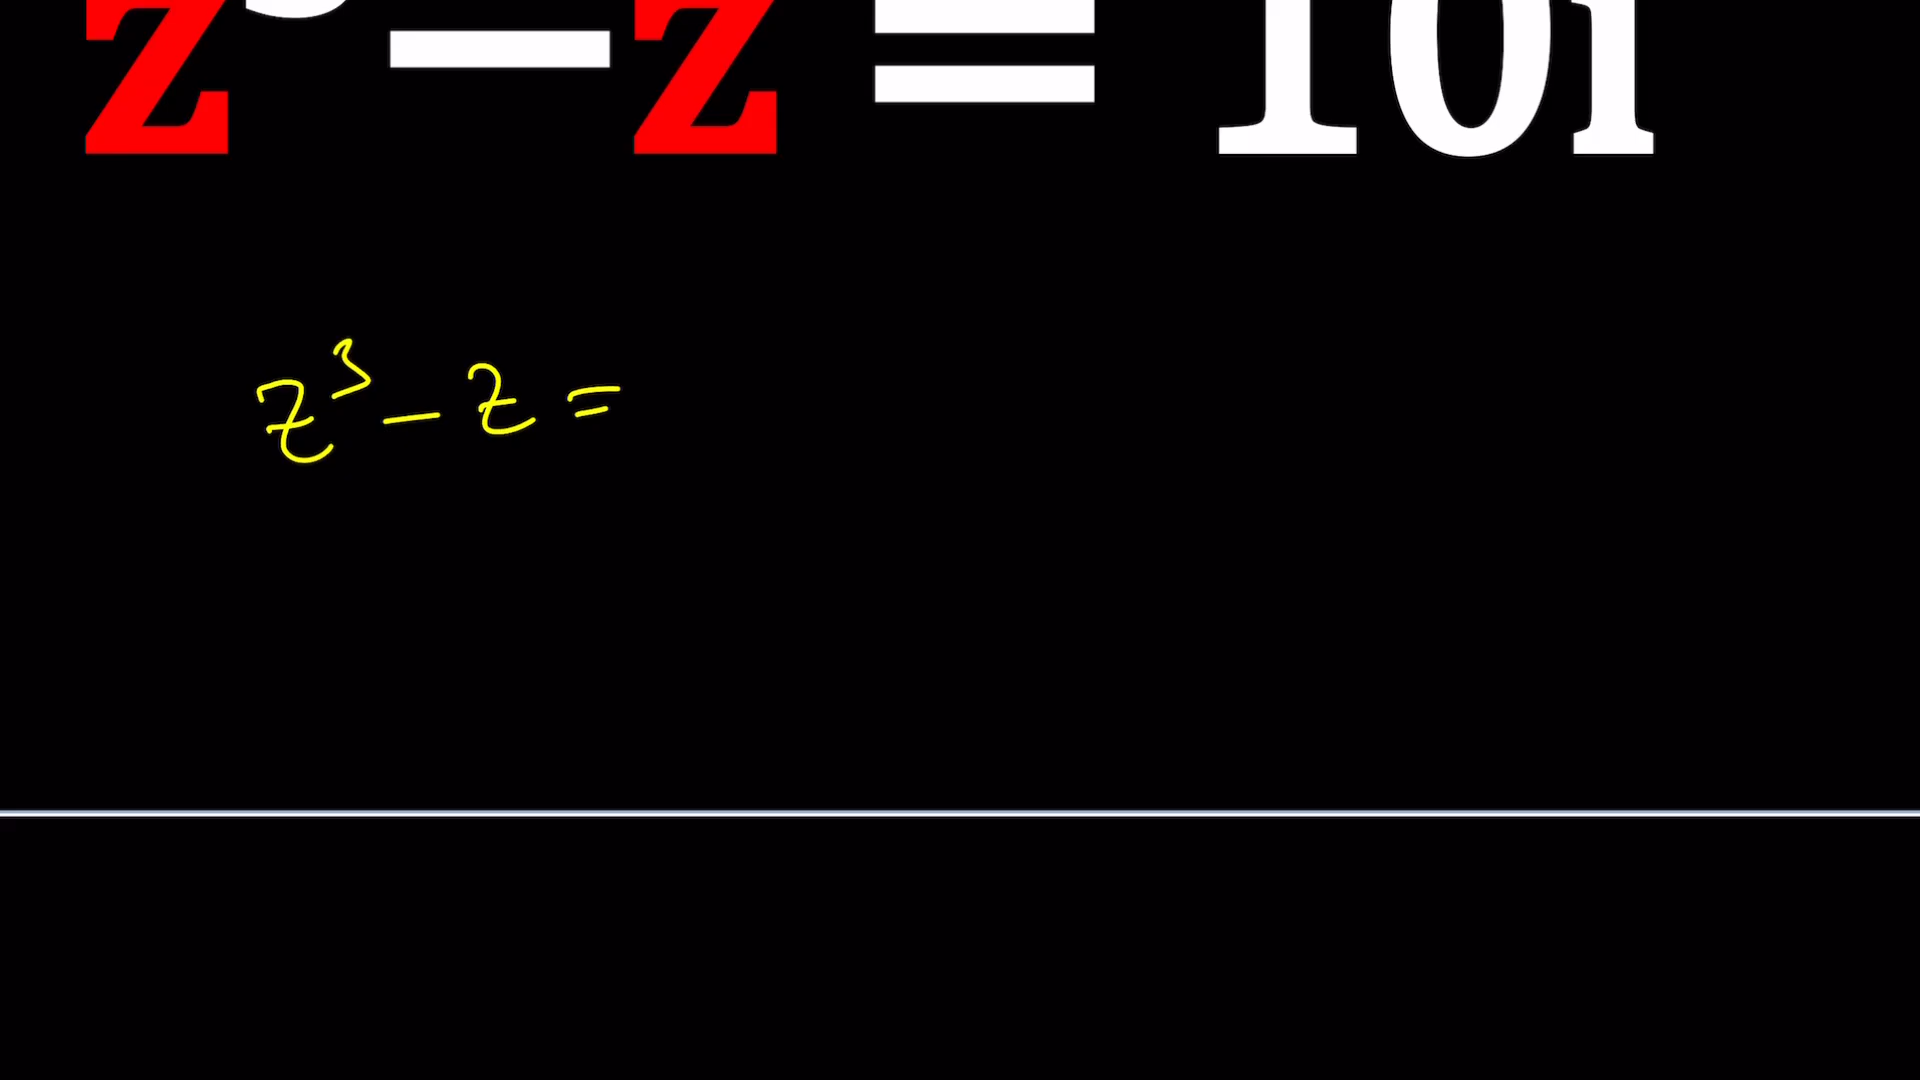 z³−z = 10i
z³ − z =